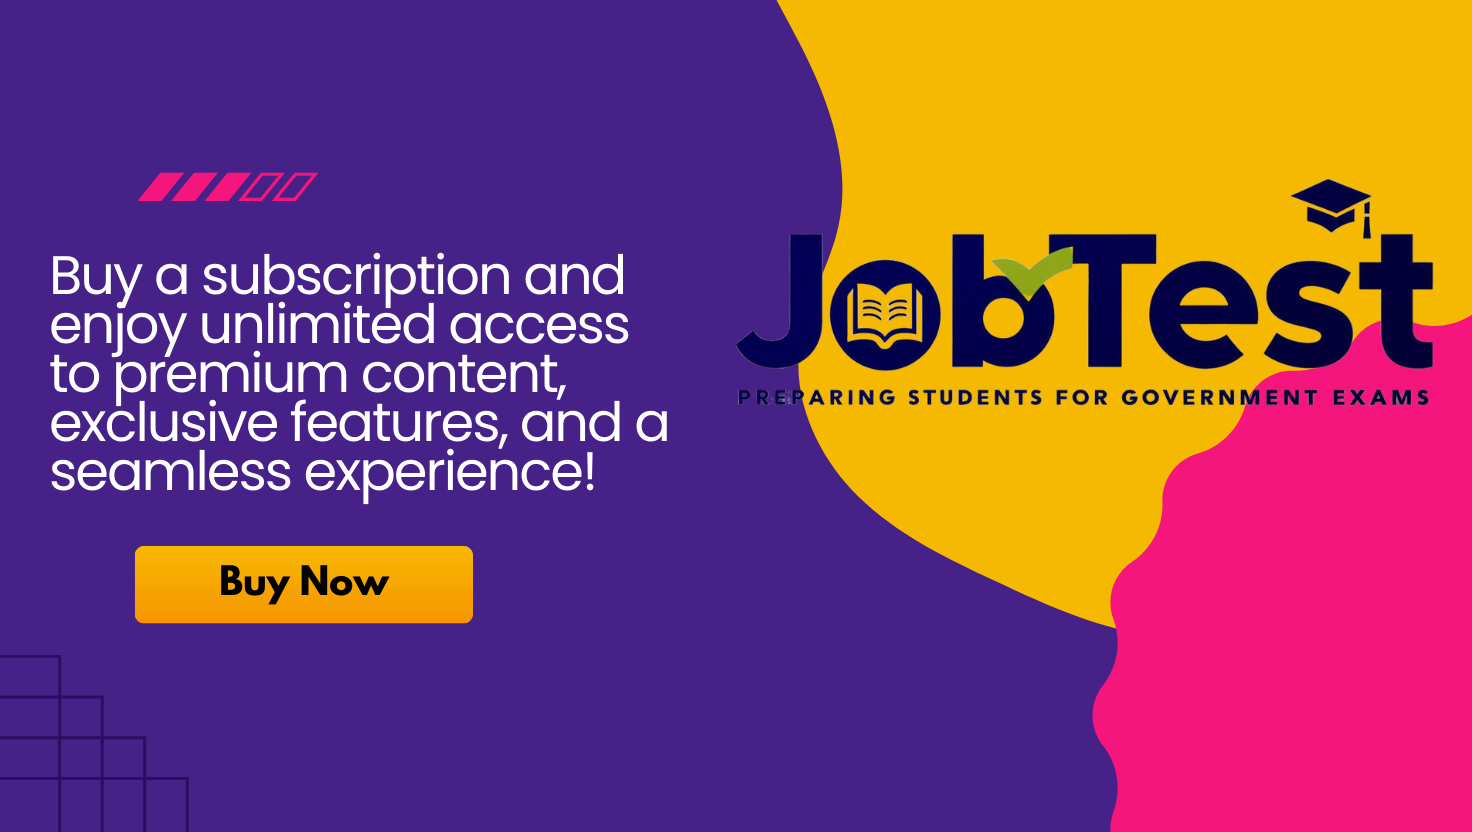 Buy a subscription and
enjoy unlimited access
to premium content,
exclusive features, and a
seamless experience!
Buy Now
JobTest
PREPARING STUDENTS FOR GOVERNMENT EXAMS